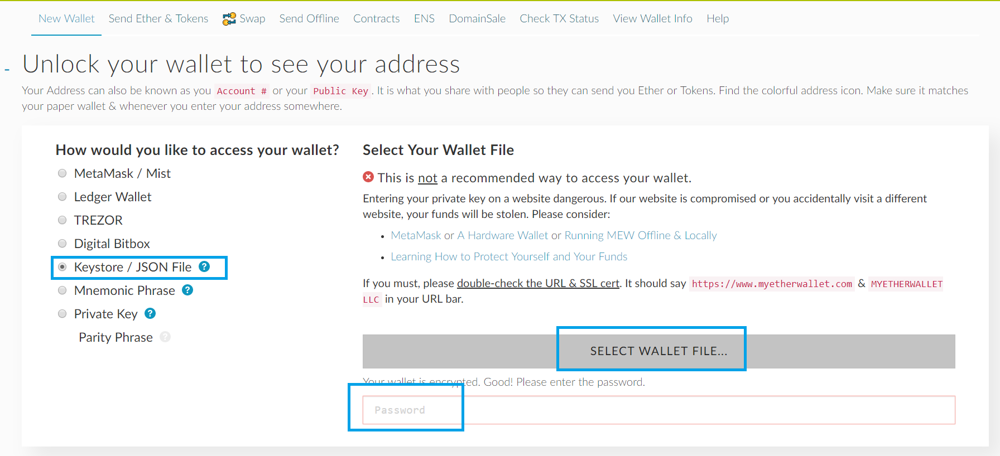 New Wallet Send Ether & Tokens Swap Send Offline Contracts ENS DomainSale Check TX Status View Wallet Info Help
- Unlock your wallet to see your address
Your Address can also be known as you Account # or your Public Key. It is what you share with people so they can send you Ether or Tokens. Find the colorful address icon. Make sure it matches
your paper wallet & whenever you enter your address somewhere.
How would you like to access your wallet?
MetaMask / Mist
Ledger Wallet
TREZOR
Digital Bitbox
Keystore / JSON File ?
Mnemonic Phrase ?
Private Key ?
Parity Phrase ?
Select Your Wallet File
This is not a recommended way to access your wallet.
Entering your private key on a website dangerous. If our website is compromised or you accidentally visit a different
website, your funds will be stolen. Please consider:
• MetaMask or A Hardware Wallet or Running MEW Offline & Locally
• Learning How to Protect Yourself and Your Funds
If you must, please double-check the URL & SSL cert. It should say https://www.myetherwallet.com & MYETHERWALLET
LLC in your URL bar.
SELECT WALLET FILE...
Your wallet is encrypted. Good! Please enter the password.
Password